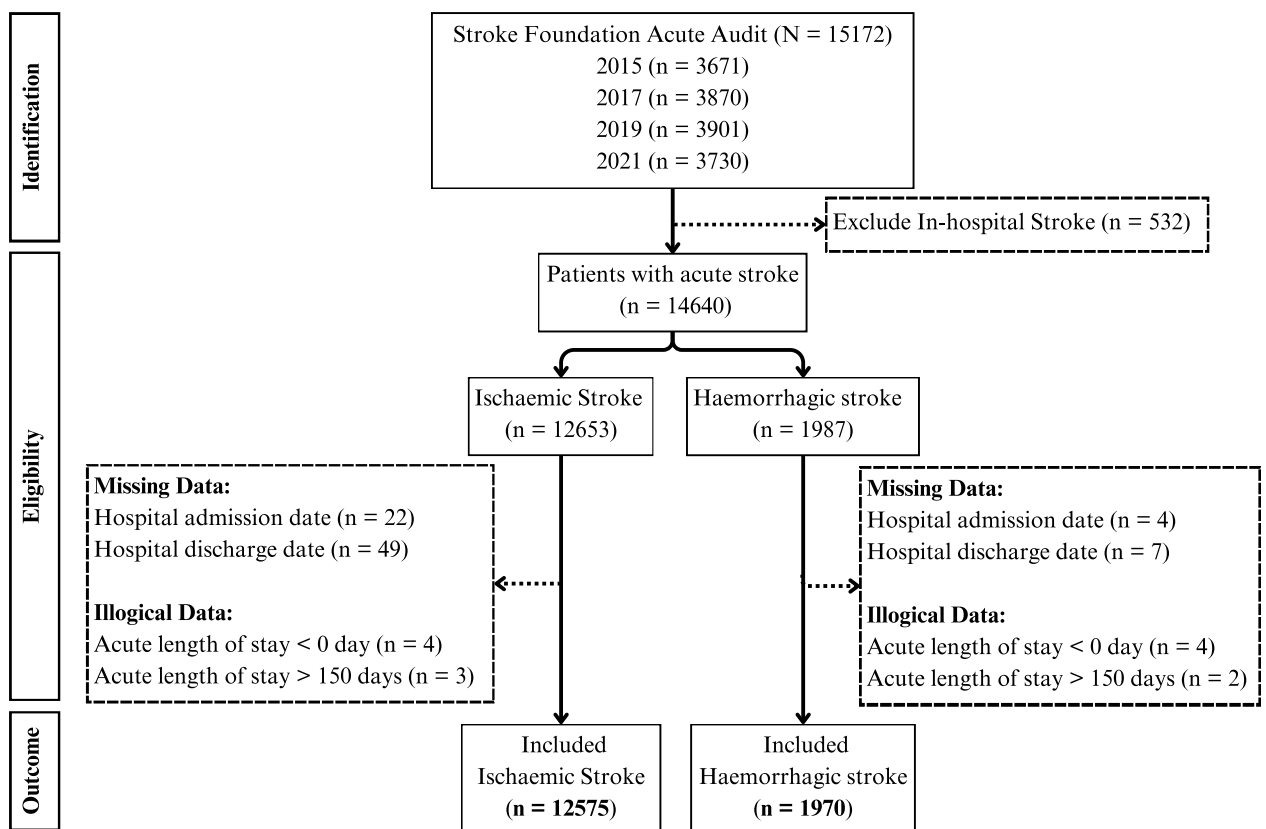 Identification
Stroke Foundation Acute Audit (N = 15172)
2015 (n = 3671)
2017 (n = 3870)
2019 (n = 3901)
2021 (n = 3730)
Exclude In-hospital Stroke (n = 532)
Eligibility
Patients with acute stroke
(n = 14640)
Ischaemic Stroke
(n = 12653)
Haemorrhagic stroke
(n = 1987)
Missing Data:
Hospital admission date (n = 22)
Hospital discharge date (n = 49)
Illogical Data:
Acute length of stay < 0 day (n = 4)
Acute length of stay > 150 days (n = 3)
Missing Data:
Hospital admission date (n = 4)
Hospital discharge date (n = 7)
Illogical Data:
Acute length of stay < 0 day (n = 4)
Acute length of stay > 150 days (n = 2)
Outcome
Included
Ischaemic Stroke
(n = 12575)
Included
Haemorrhagic stroke
(n = 1970)